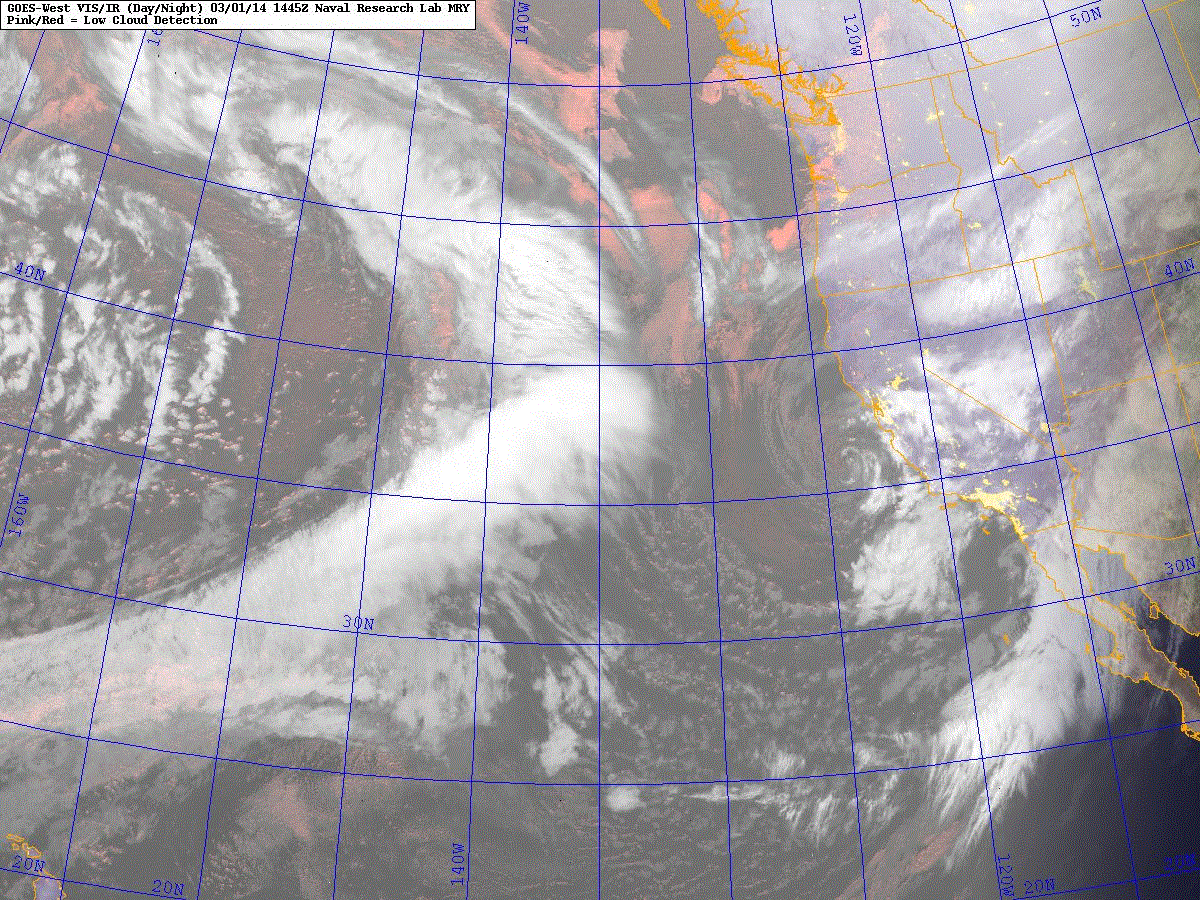 GOES-West VIS/IR (Day/Night) 03/01/14 1445Z Naval Research Lab MRY
Pink/Red = Low Cloud Detection
140W
120W
50N
40N
40N
160W
30N
30N
140W
120W
20N
20N
20N